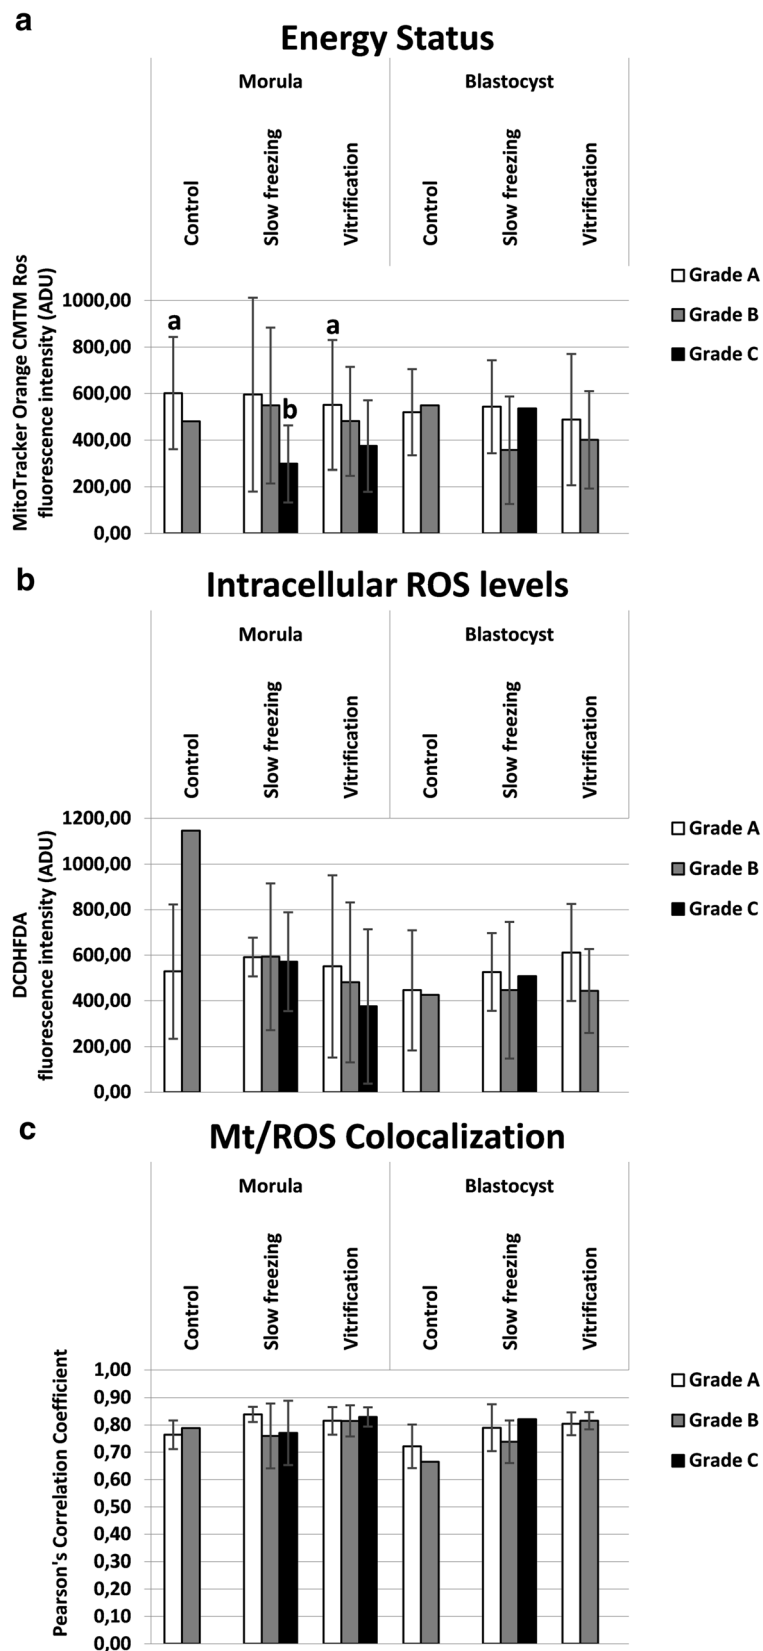 a
Energy Status
Morula
Blastocyst
Control
Slow freezing
Vitrification
Control
Slow freezing
Vitrification
MitoTracker Orange CMTM Ros
fluorescence intensity (ADU)
1000,00
800,00
600,00
400,00
200,00
0,00
a
b
a
Grade A
Grade B
Grade C
b
Intracellular ROS levels
Morula
Blastocyst
Control
Slow freezing
Vitrification
Control
Slow freezing
Vitrification
DCDHFDA
fluorescence intensity (ADU)
1200,00
1000,00
800,00
600,00
400,00
200,00
0,00
Grade A
Grade B
Grade C
c
Mt/ROS Colocalization
Morula
Blastocyst
Control
Slow freezing
Vitrification
Control
Slow freezing
Vitrification
Pearson's Correlation Coefficient
1,00
0,90
0,80
0,70
0,60
0,50
0,40
0,30
0,20
0,10
0,00
Grade A
Grade B
Grade C